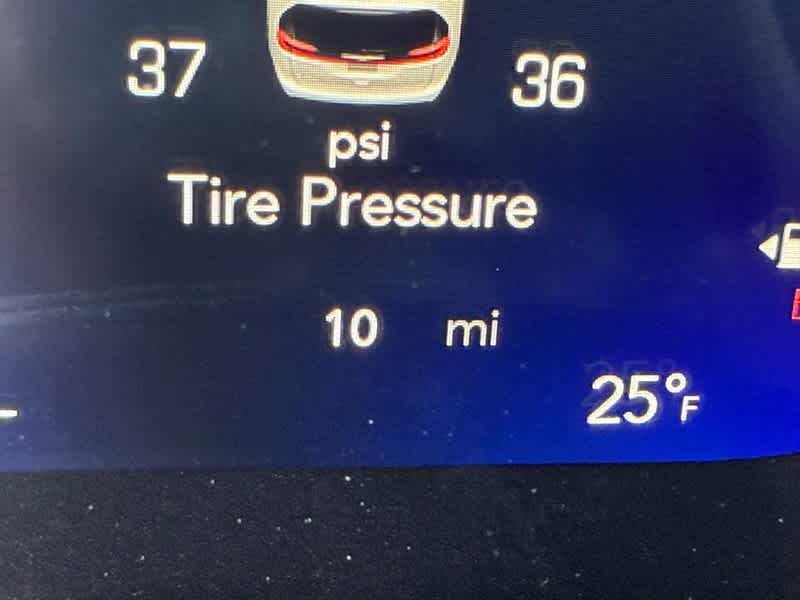 37 36
psi
Tire Pressure
10 mi
25°F